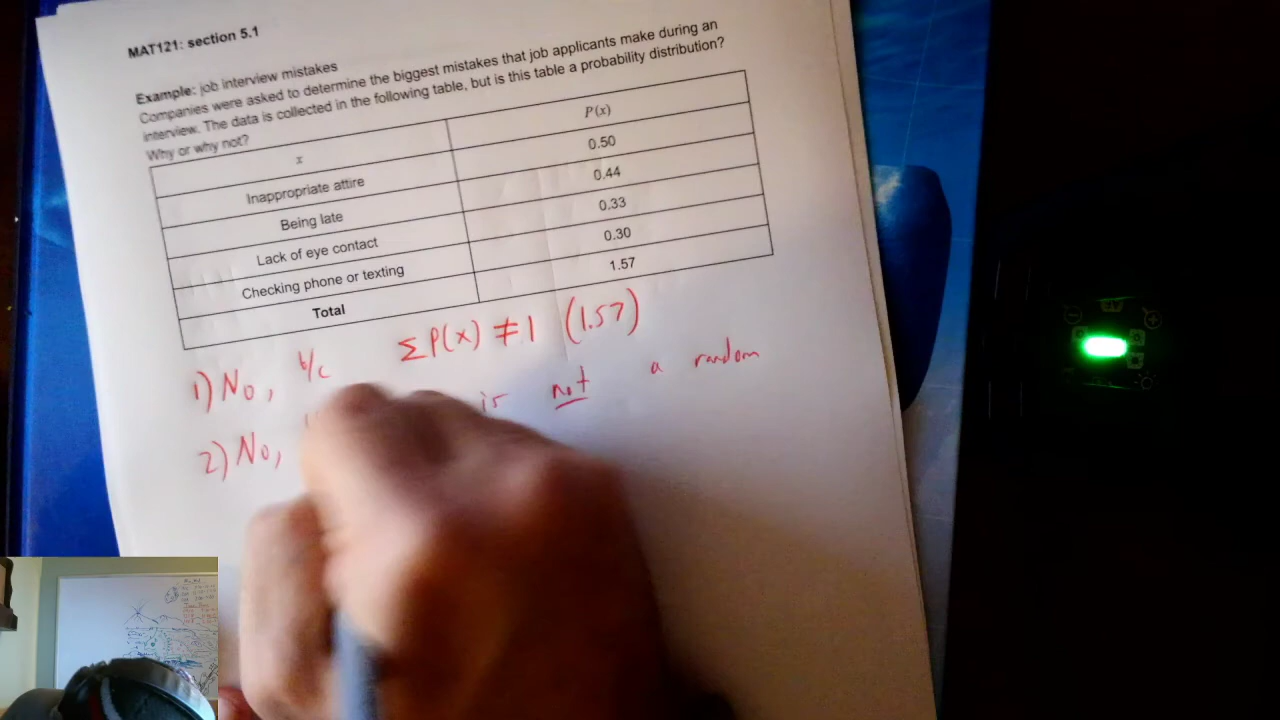 MAT121: section 5.1
Example: job interview mistakes
Companies were asked to determine the biggest mistakes that job applicants make during an
interview. The data is collected in the following table, but is this table a probability distribution?
Why or why not?
x P(x)
Inappropriate attire 0.50
Being late 0.44
Lack of eye contact 0.33
Checking phone or texting 0.30
Total 1.57
1) No, b/c ΣP(x) ≠ 1 (1.57)
2) No, is not a random